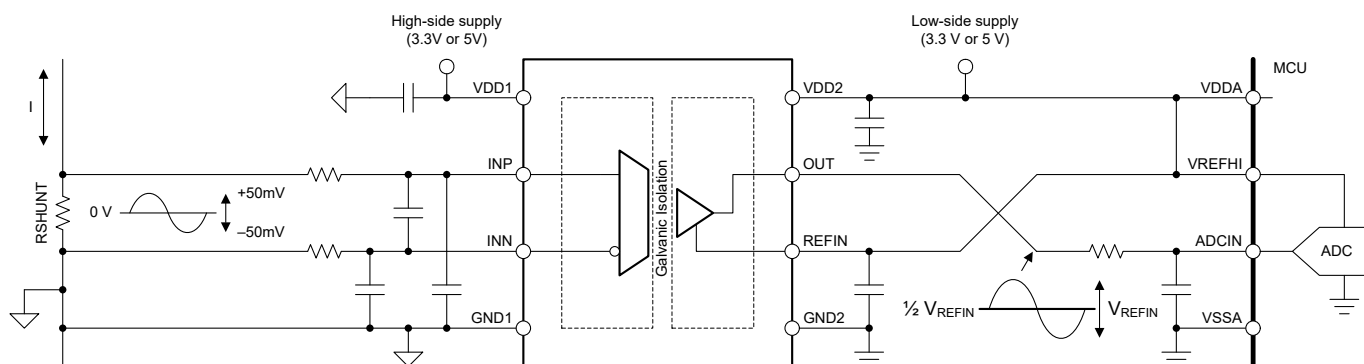 High-side supply
(3.3V or 5V)
Low-side supply
(3.3 V or 5 V)
MCU
I
VDD1
VDD2
VDDA
INP
OUT
VREFHI
RSHUNT
0 V
+50mV
–50mV
Galvanic Isolation
INN
REFIN
ADCIN
ADC
GND1
GND2
½ VREFIN
VREFIN
VSSA